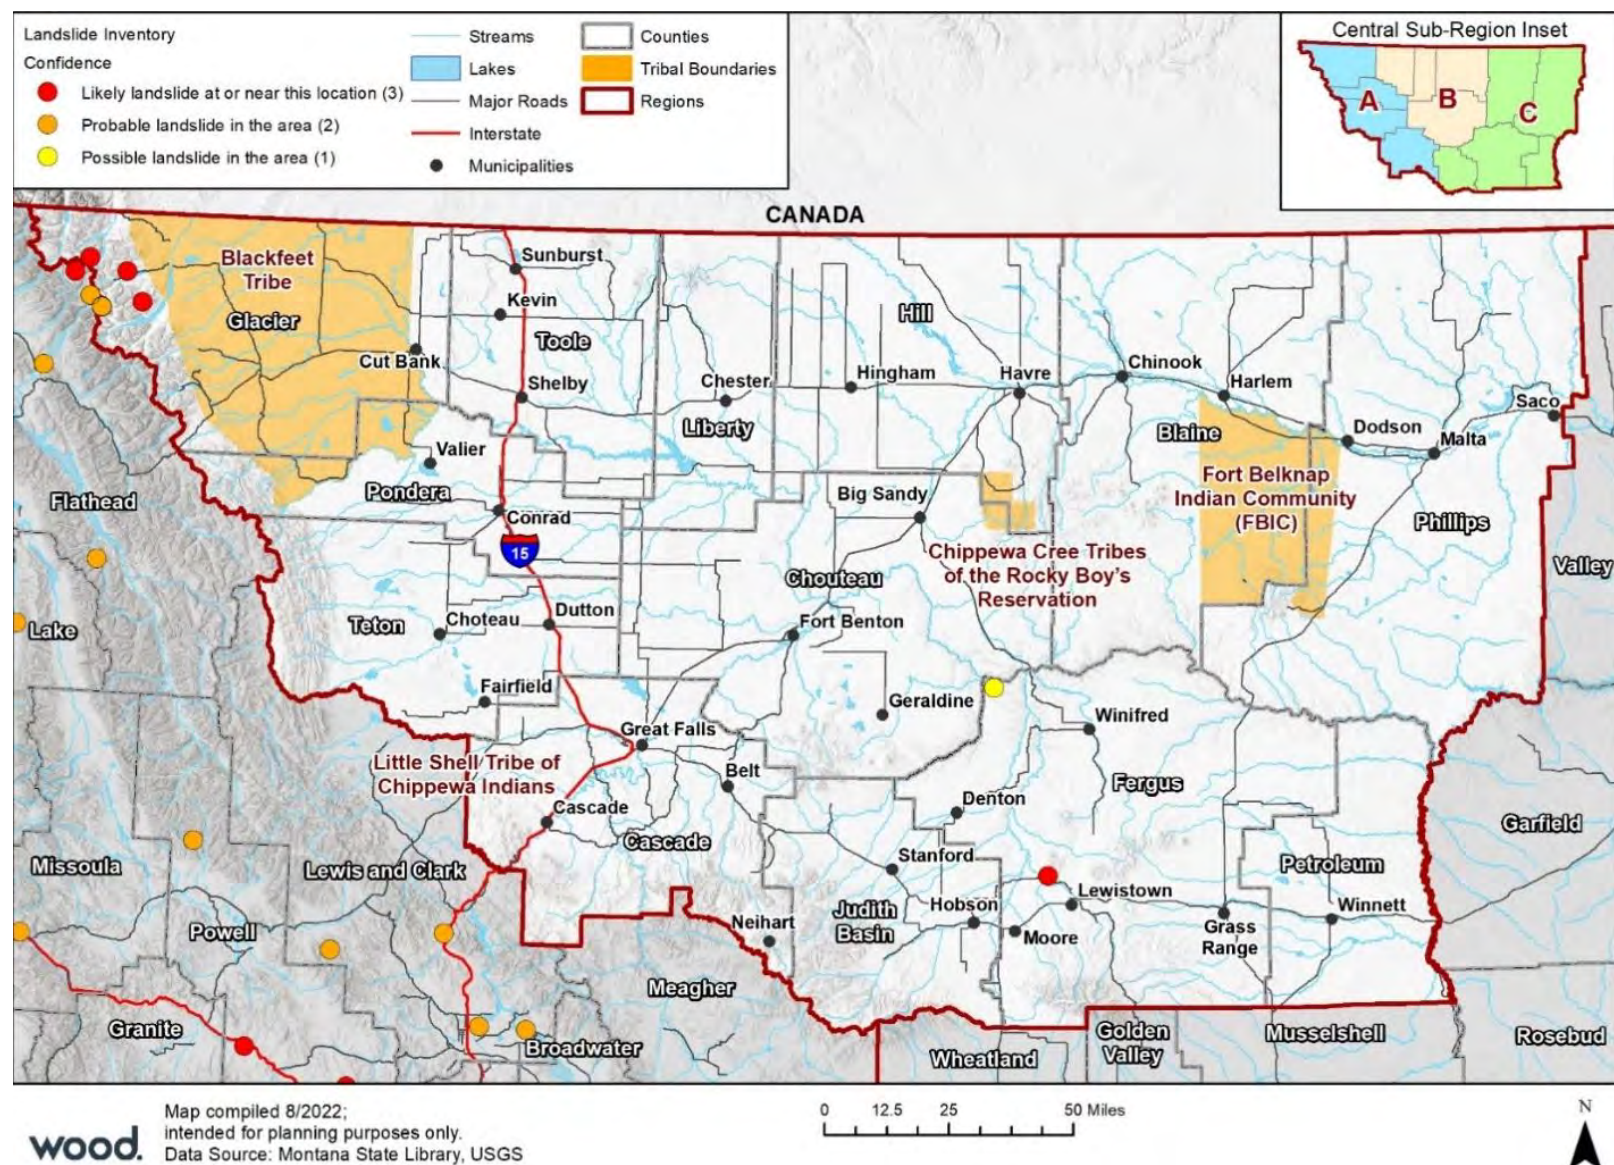 Landslide Inventory
Confidence
Likely landslide at or near this location (3)
Probable landslide in the area (2)
Possible landslide in the area (1)
Streams
Lakes
Major Roads
Interstate
Municipalities
Counties
Tribal Boundaries
Regions
Central Sub-Region Inset
A
B
C
CANADA
Blackfeet
Tribe
Glacier
Sunburst
Kevin
Toole
Cut Bank
Shelby
Chester
Liberty
Hill
Hingham
Havre
Chinook
Harlem
Blaine
Dodson
Saco
Malta
Fort Belknap
Indian Community
(FBIC)
Phillips
Valley
Flathead
Valier
Pondera
Conrad
15
Big Sandy
Chippewa Cree Tribes
of the Rocky Boy's
Reservation
Chouteau
Lake
Teton
Choteau
Dutton
Fort Benton
Fairfield
Geraldine
Winifred
Great Falls
Little Shell Tribe of
Chippewa Indians
Belt
Fergus
Denton
Cascade
Cascade
Garfield
Missoula
Lewis and Clark
Stanford
Petroleum
Lewistown
Hobson
Judith
Basin
Moore
Grass
Range
Winnett
Powell
Neihart
Meagher
Granite
Broadwater
Wheatland
Golden
Valley
Musselshell
Rosebud
wood.
Map compiled 8/2022;
intended for planning purposes only.
Data Source: Montana State Library, USGS
0 12.5 25 50 Miles
N